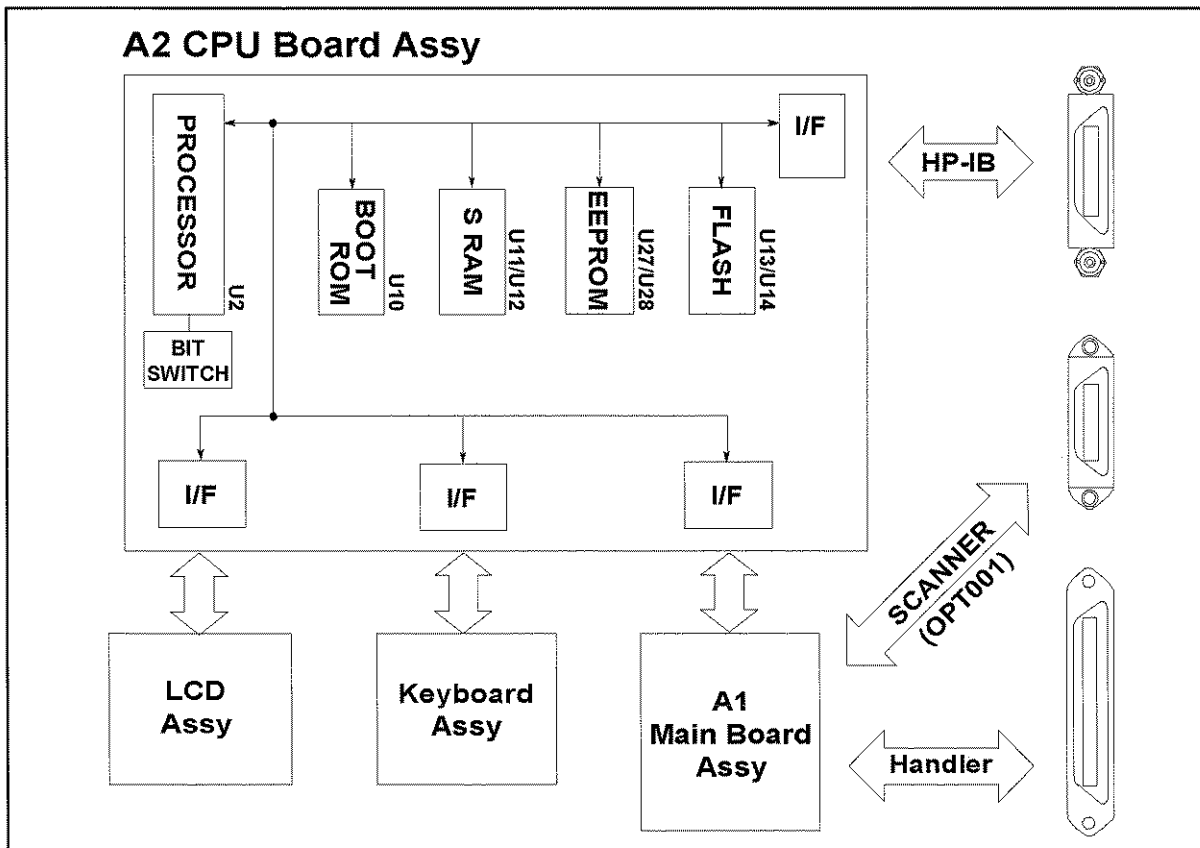 A2 CPU Board Assy
PROCESSOR
U2
BIT
SWITCH
BOOT
ROM
U10
S RAM
U11/U12
EEPROM
U27/U28
FLASH
U13/U14
I/F
HP-IB
I/F
I/F
I/F
LCD
Assy
Keyboard
Assy
A1
Main Board
Assy
SCANNER
(OPT001)
Handler